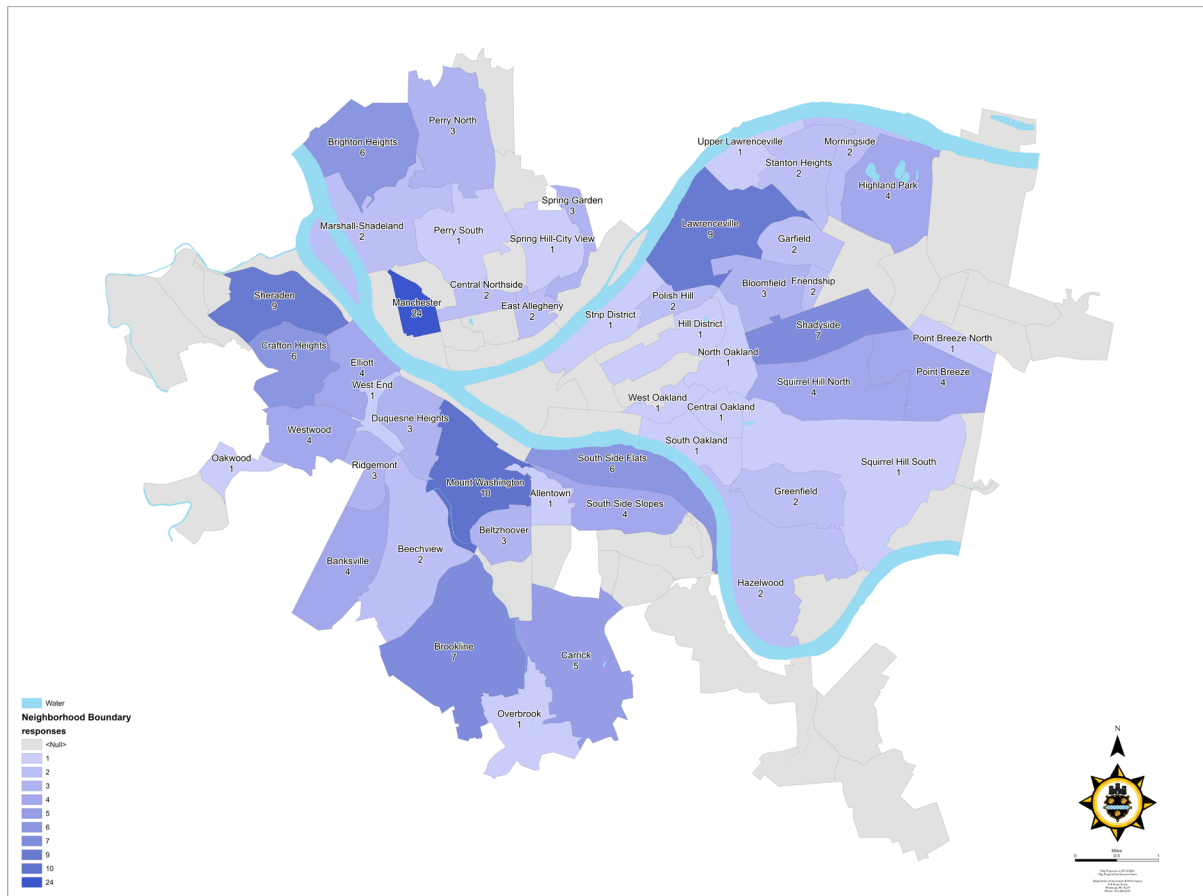 Perry North
3
Brighton Heights
6
Upper Lawrenceville
1
Morningside
2
Stanton Heights
2
Highland Park
4
Spring Garden
3
Marshall-Shadeland
2
Perry South
1
Spring Hill-City View
1
Lawrenceville
9
Garfield
2
Sheraden
9
Manchester
24
Central Northside
2
East Allegheny
2
Polish Hill
2
Bloomfield
3
Friendship
2
Strip District
1
Hill District
1
Shadyside
7
Point Breeze North
1
Crafton Heights
6
Elliott
4
North Oakland
1
West End
1
Squirrel Hill North
4
Point Breeze
4
West Oakland
1
Central Oakland
1
Duquesne Heights
3
Westwood
4
South Oakland
1
Oakwood
1
Ridgemont
3
South Side Flats
6
Squirrel Hill South
1
Mount Washington
10
Allentown
1
South Side Slopes
4
Greenfield
2
Beltzhoover
3
Banksville
4
Beechview
2
Hazelwood
2
Brookline
7
Carrick
5
Overbrook
1
Water
Neighborhood Boundary
responses
<Null>
1
2
3
4
5
6
7
9
10
24
N
Miles
0 0.5 1